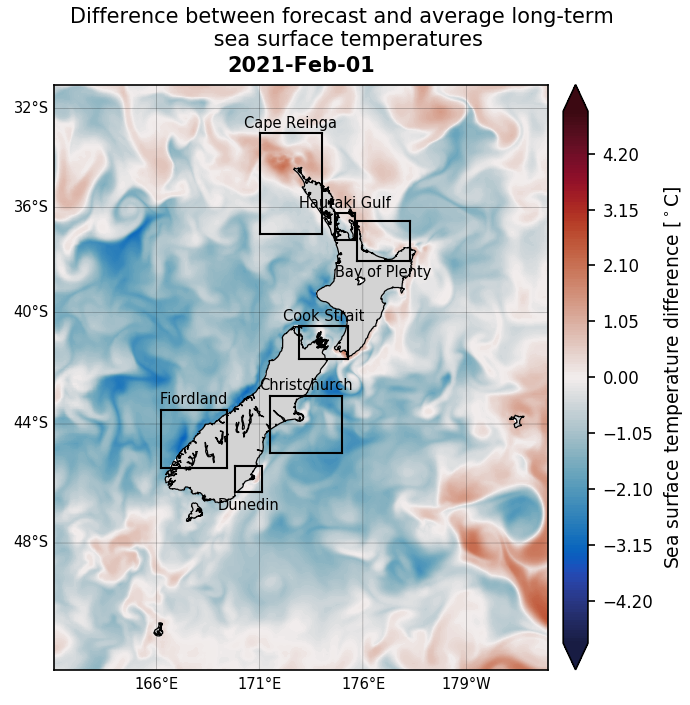 Difference between forecast and average long-term
sea surface temperatures
2021-Feb-01
32°S
36°S
40°S
44°S
48°S
166°E
171°E
176°E
179°W
Cape Reinga
Hauraki Gulf
Bay of Plenty
Cook Strait
Christchurch
Fiordland
Dunedin
4.20
3.15
2.10
1.05
0.00
−1.05
−2.10
−3.15
−4.20
Sea surface temperature difference [°C]